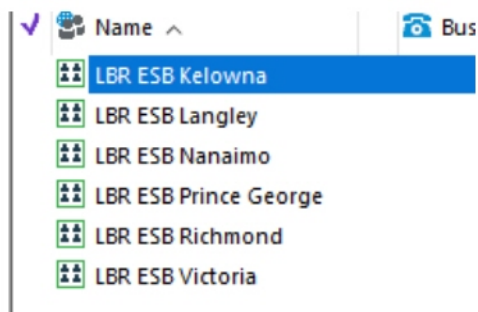 Name Bus
LBR ESB Kelowna
LBR ESB Langley
LBR ESB Nanaimo
LBR ESB Prince George
LBR ESB Richmond
LBR ESB Victoria